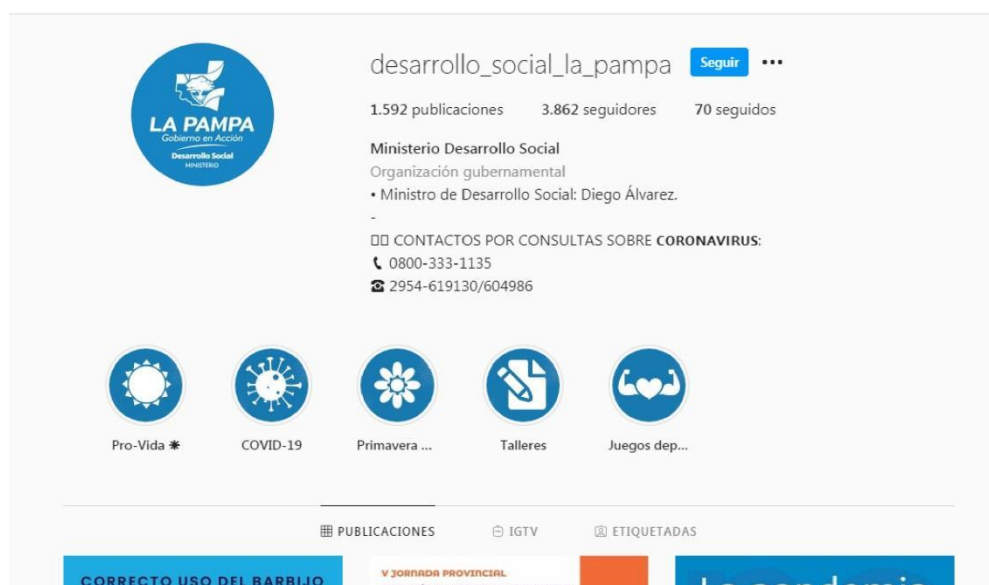 LA PAMPA
Gobierno en Acción
Desarrollo Social
MINISTERIO
desarrollo_social_la_pampa Seguir
1.592 publicaciones 3.862 seguidores 70 seguidos
Ministerio Desarrollo Social
Organización gubernamental
• Ministro de Desarrollo Social: Diego Álvarez.
-
CONTACTOS POR CONSULTAS SOBRE CORONAVIRUS:
0800-333-1135
2954-619130/604986
Pro-Vida COVID-19 Primavera ... Talleres Juegos dep...
PUBLICACIONES IGTV ETIQUETADAS
CORRECTO USO DEL BARBIJO
V JORNADA PROVINCIAL
La pandemia